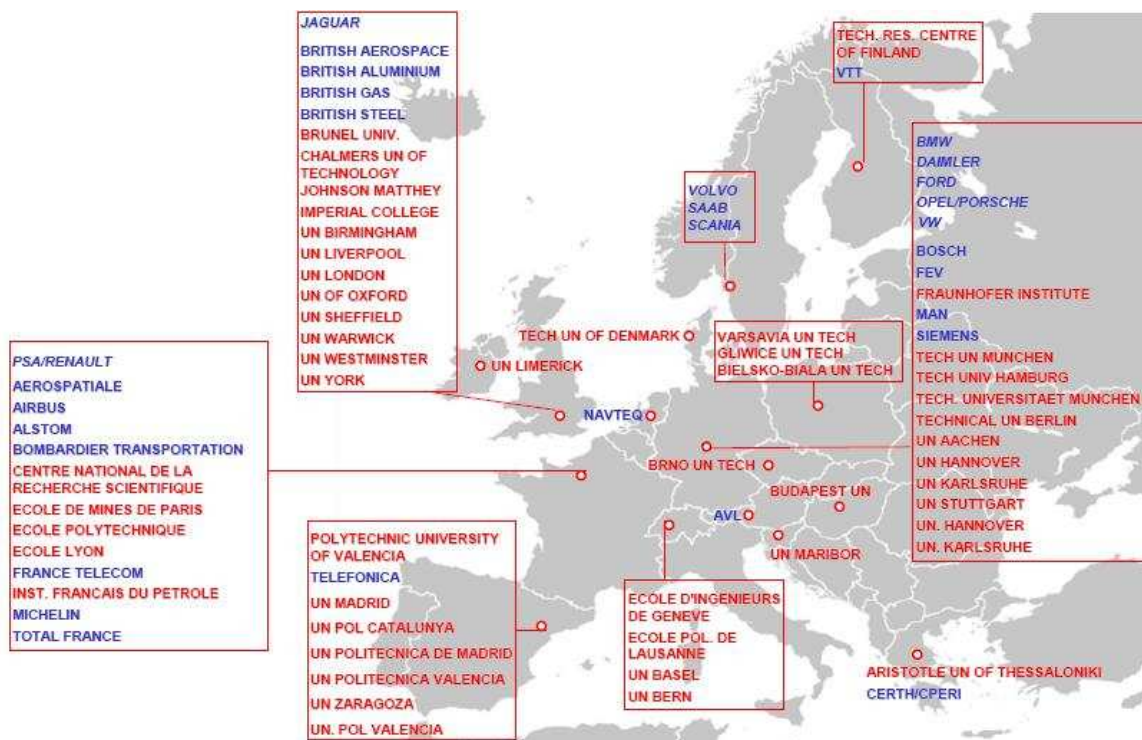 JAGUAR
BRITISH AEROSPACE
BRITISH ALUMINIUM
BRITISH GAS
BRITISH STEEL
BRUNEL UNIV.
CHALMERS UN OF
TECHNOLOGY
JOHNSON MATTHEY
IMPERIAL COLLEGE
UN BIRMINGHAM
UN LIVERPOOL
UN LONDON
UN OF OXFORD
UN SHEFFIELD
UN WARWICK
UN WESTMINSTER
UN YORK
TECH. RES. CENTRE
OF FINLAND
VTT
VOLVO
SAAB
SCANIA
BMW
DAIMLER
FORD
OPEL/PORSCHE
VW
BOSCH
FEV
FRAUNHOFER INSTITUTE
MAN
SIEMENS
TECH UN MUNCHEN
TECH UNIV HAMBURG
TECH. UNIVERSITAET MUNCHEN
TECHNICAL UN BERLIN
UN AACHEN
UN HANNOVER
UN KARLSRUHE
UN STUTTGART
UN. HANNOVER
UN. KARLSRUHE
TECH UN OF DENMARK
UN LIMERICK
VARSAVIA UN TECH
GLIWICE UN TECH
BIELSKO-BIALA UN TECH
NAVTEQ
BRNO UN TECH
BUDAPEST UN
AVL
UN MARIBOR
PSA/RENAULT
AEROSPATIALE
AIRBUS
ALSTOM
BOMBARDIER TRANSPORTATION
CENTRE NATIONAL DE LA
RECHERCHE SCIENTIFIQUE
ECOLE DE MINES DE PARIS
ECOLE POLYTECHNIQUE
ECOLE LYON
FRANCE TELECOM
INST. FRANCAIS DU PETROLE
MICHELIN
TOTAL FRANCE
POLYTECHNIC UNIVERSITY
OF VALENCIA
TELEFONICA
UN MADRID
UN POL CATALUNYA
UN POLITECNICA DE MADRID
UN POLITECNICA VALENCIA
UN ZARAGOZA
UN. POL VALENCIA
ECOLE D'INGENIEURS
DE GENEVE
ECOLE POL. DE
LAUSANNE
UN BASEL
UN BERN
ARISTOTLE UN OF THESSALONIKI
CERTH/CPERI